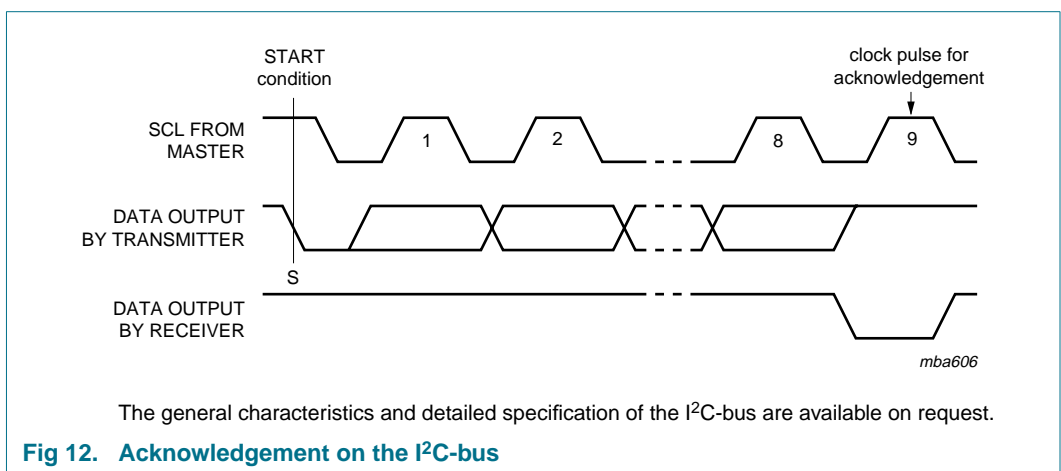 START
condition
clock pulse for
acknowledgement
SCL FROM
MASTER
1
2
8
9
DATA OUTPUT
BY TRANSMITTER
S
DATA OUTPUT
BY RECEIVER
mba606
The general characteristics and detailed specification of the I²C-bus are available on request.
Fig 12. Acknowledgement on the I²C-bus